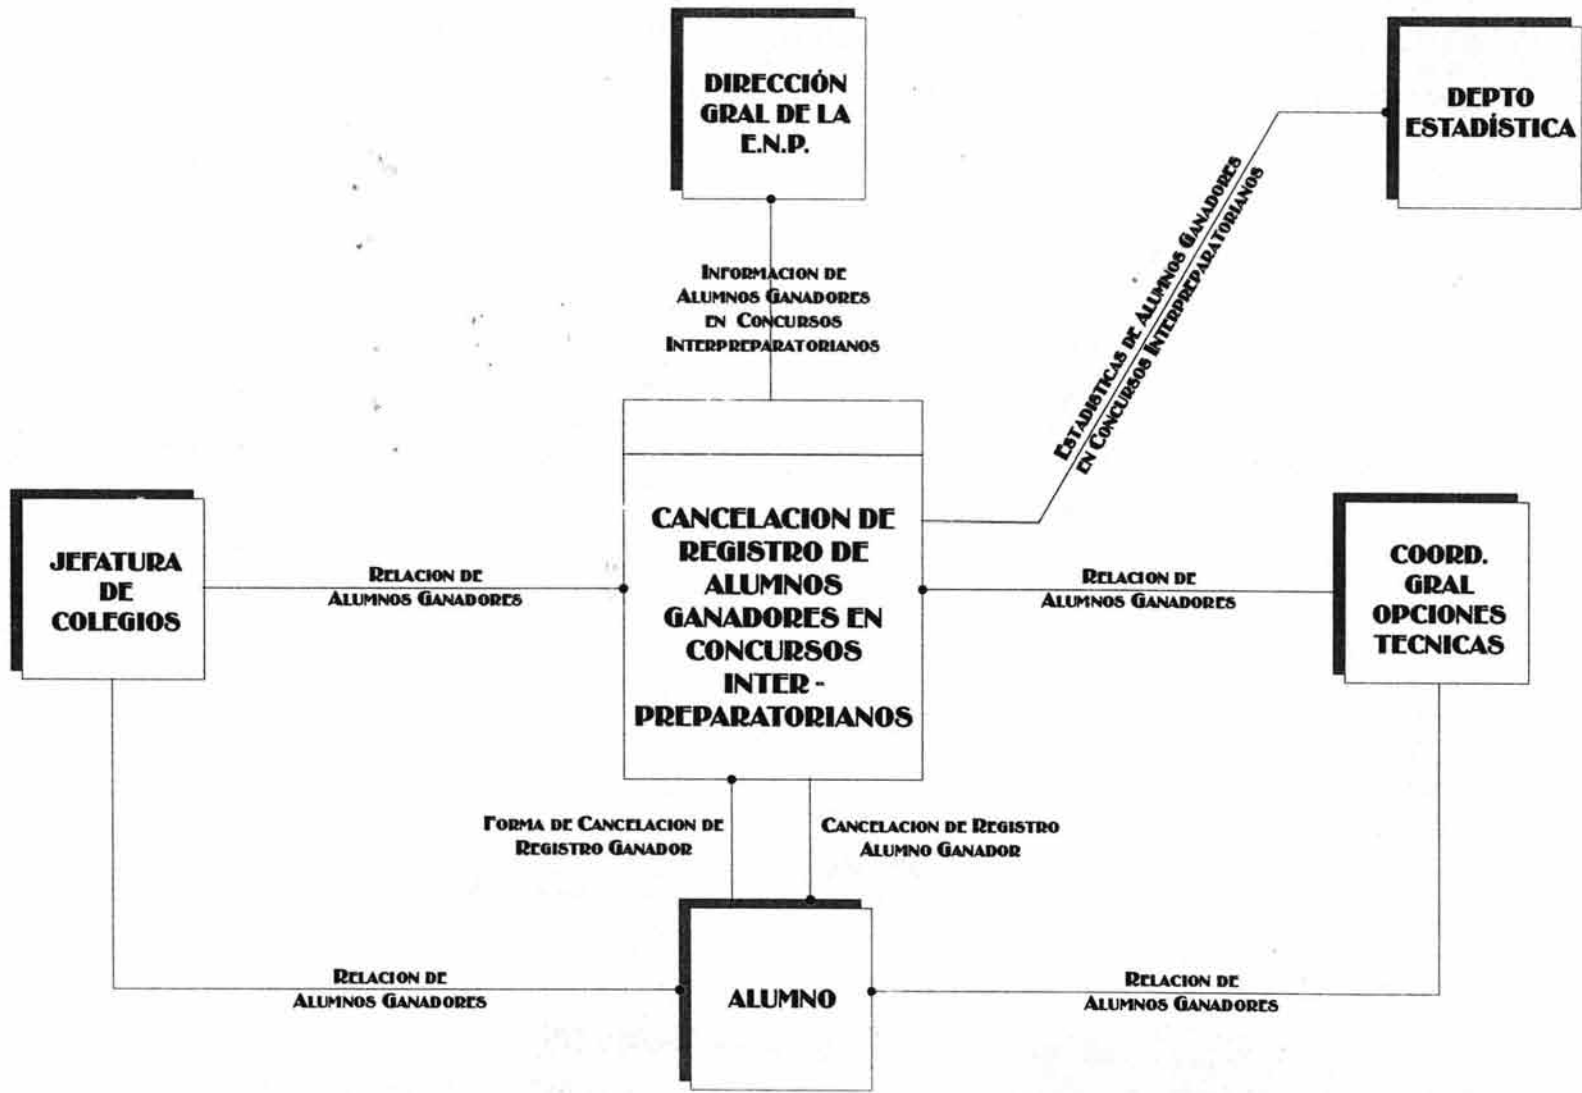 DIRECCIÓN
GRAL DE LA
E.N.P.
DEPTO
ESTADÍSTICA
INFORMACION DE
ALUMNOS GANADORES
EN CONCURSOS
INTERPREPARATORIANOS
ESTADISTICAS DE ALUMNOS GANADORES
EN CONCURSOS INTERPREPARATORIANOS
JEFATURA
DE
COLEGIOS
RELACION DE
ALUMNOS GANADORES
CANCELACION DE
REGISTRO DE
ALUMNOS
GANADORES EN
CONCURSOS
INTER -
PREPARATORIANOS
RELACION DE
ALUMNOS GANADORES
COORD.
GRAL
OPCIONES
TECNICAS
FORMA DE CANCELACION DE
REGISTRO GANADOR
CANCELACION DE REGISTRO
ALUMNO GANADOR
RELACION DE
ALUMNOS GANADORES
ALUMNO
RELACION DE
ALUMNOS GANADORES